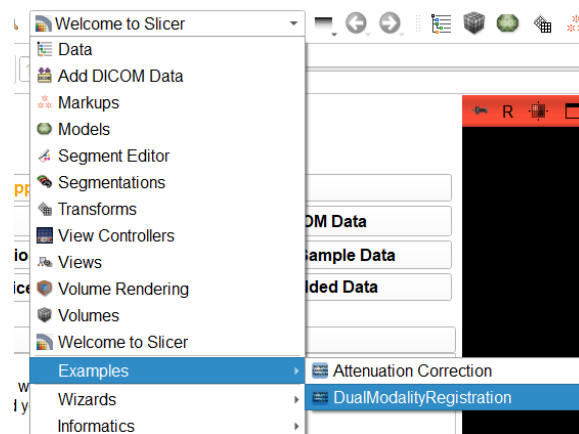 Welcome to Slicer
Data
Add DICOM Data
Markups
Models
Segment Editor
Segmentations
Transforms
View Controllers
Views
Volume Rendering
Volumes
Welcome to Slicer
Examples
Wizards
Informatics
Attenuation Correction
DualModalityRegistration
R
OM Data
Sample Data
ded Data